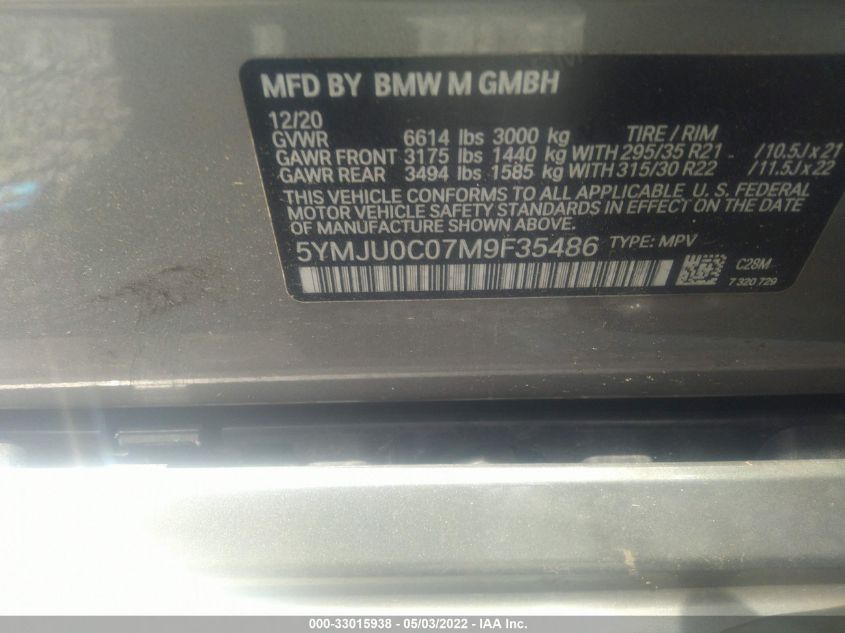 MFD BY BMW M GMBH
12/20
GVWR 6614 lbs 3000 kg TIRE / RIM
GAWR FRONT 3175 lbs 1440 kg WITH 295/35 R21 /10.5J x 21
GAWR REAR 3494 lbs 1585 kg WITH 315/30 R22 /11.5J x 22
THIS VEHICLE CONFORMS TO ALL APPLICABLE U. S. FEDERAL
MOTOR VEHICLE SAFETY STANDARDS IN EFFECT ON THE DATE
OF MANUFACTURE SHOWN ABOVE.
5YMJU0C07M9F35486 TYPE: MPV
C28M
7 320 729
000-33015938 - 05/03/2022 - IAA Inc.